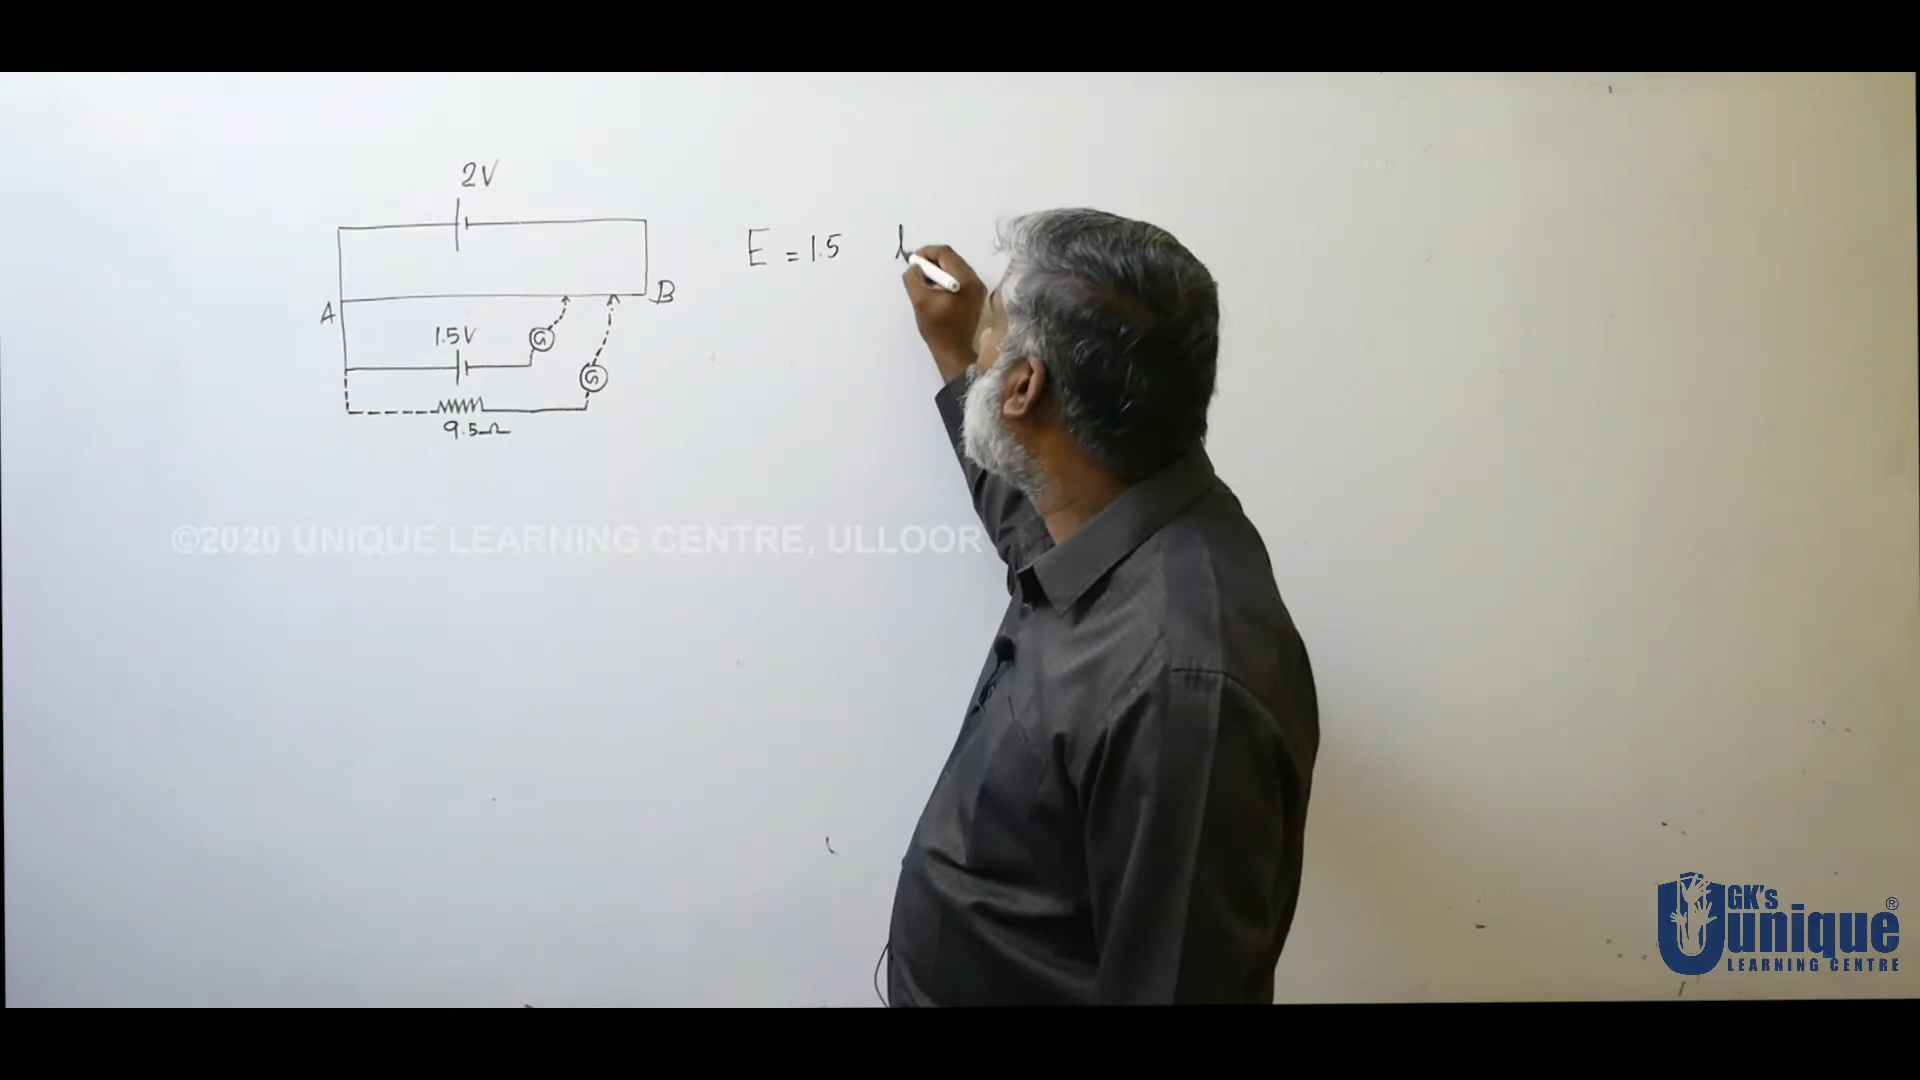 2V
E = 1.5 l
A
B
1.5V
G
G
9.5Ω
©2020 UNIQUE LEARNING CENTRE, ULLOOR
GK's
unique ®
LEARNING CENTRE